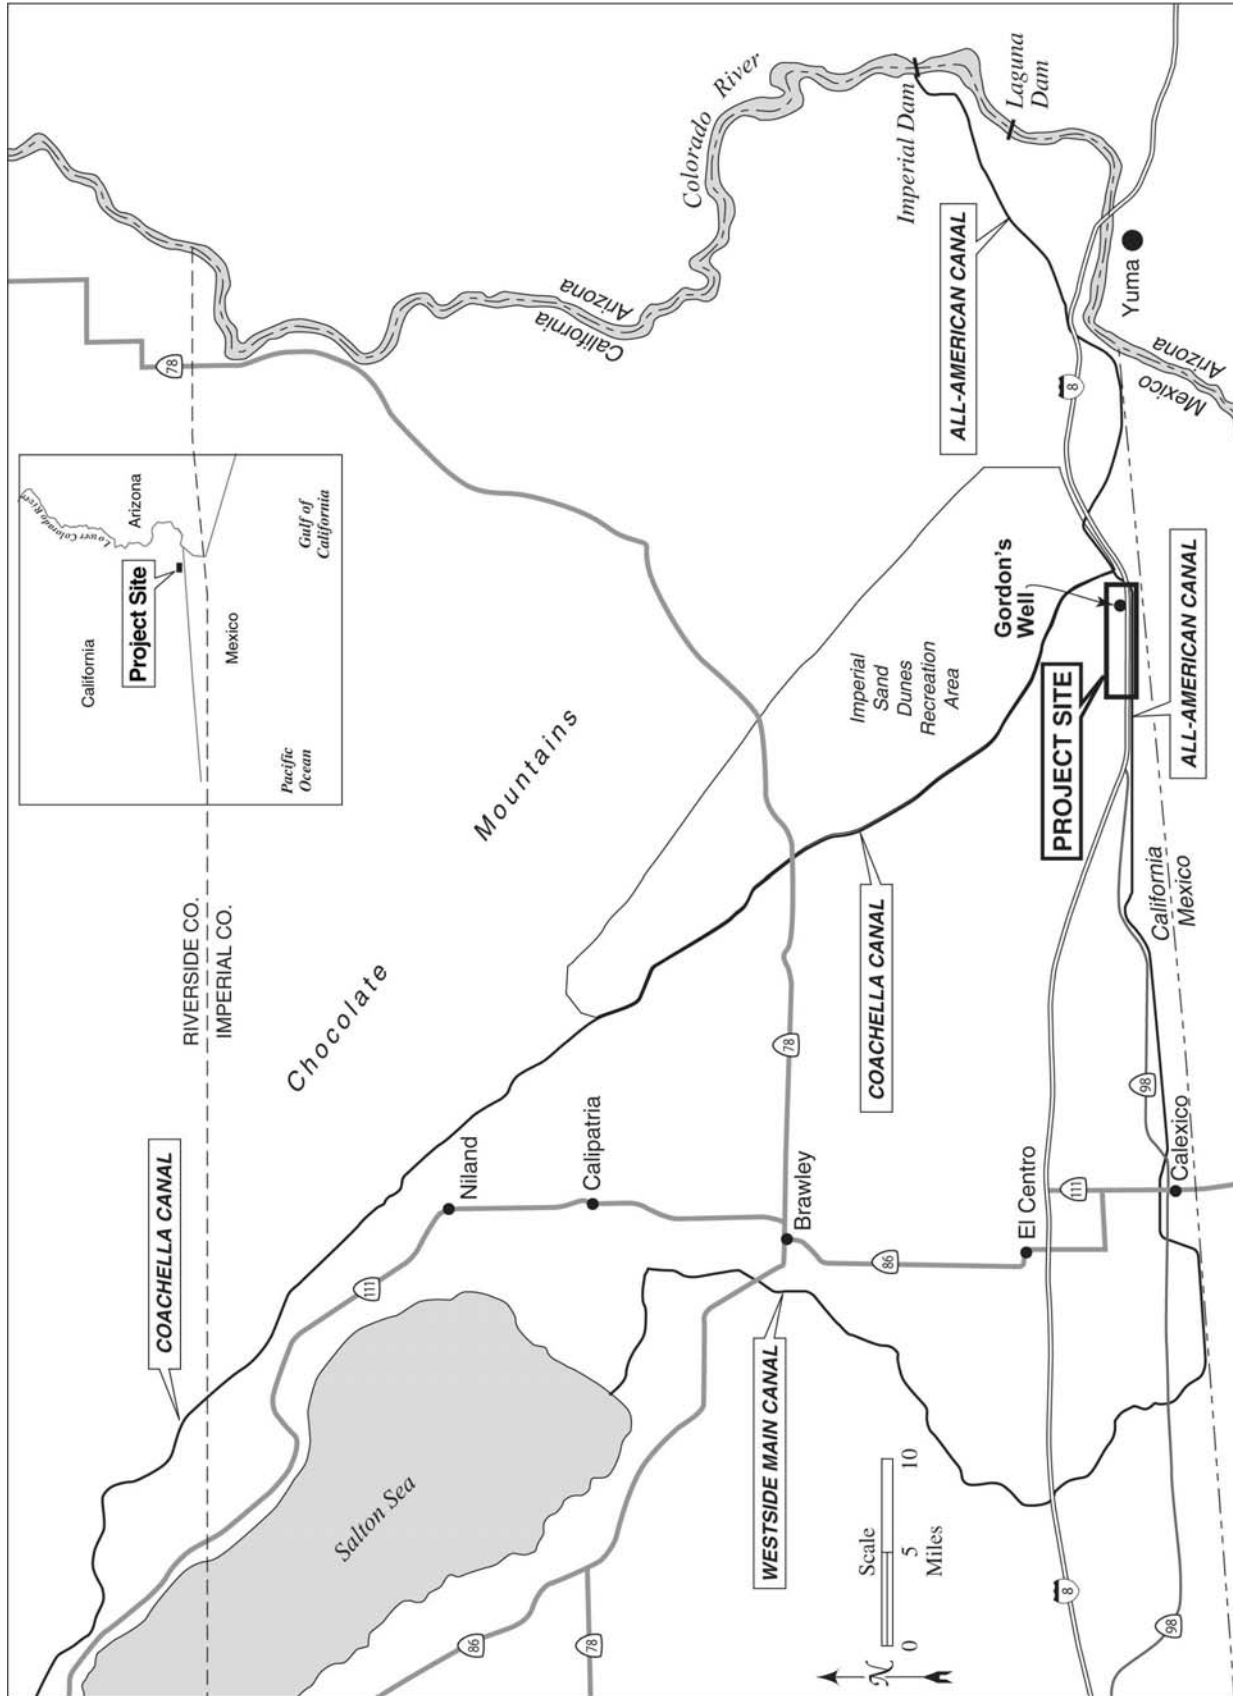 Salton Sea
COACHELLA CANAL
RIVERSIDE CO.
IMPERIAL CO.
Chocolate
Mountains
California
Arizona
Lower Colorado River
Project Site
Mexico
Pacific
Ocean
Gulf of
California
78
111
Niland
Calipatria
Brawley
86
78
78
86
WESTSIDE MAIN CANAL
COACHELLA CANAL
Imperial
Sand
Dunes
Recreation
Area
California
Arizona
Colorado River
Imperial Dam
Laguna
Dam
ALL-AMERICAN CANAL
Gordon's
Well
PROJECT SITE
El Centro
111
Calexico
98
98
8
8
California
Mexico
ALL-AMERICAN CANAL
Yuma
Mexico
Arizona
N
Scale
0 5 10
Miles